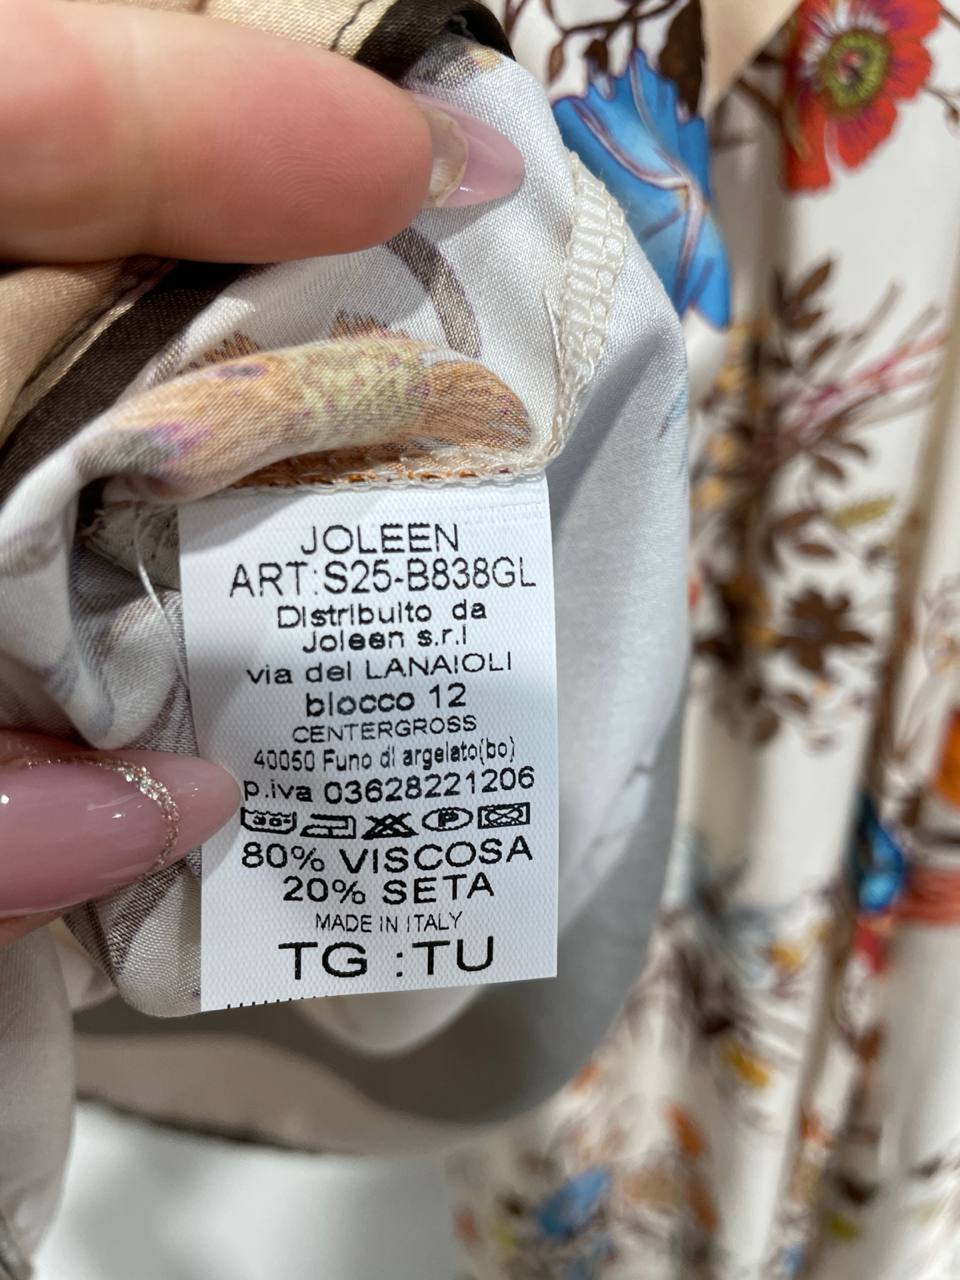 JOLEEN
ART:S25-B838GL
Distribuito da
Joleen s.r.l
via del LANAIOLI
blocco 12
CENTERGROSS
40050 Funo di argelato(bo)
p.iva 03628221206
80% VISCOSA
20% SETA
MADE IN ITALY
TG :TU